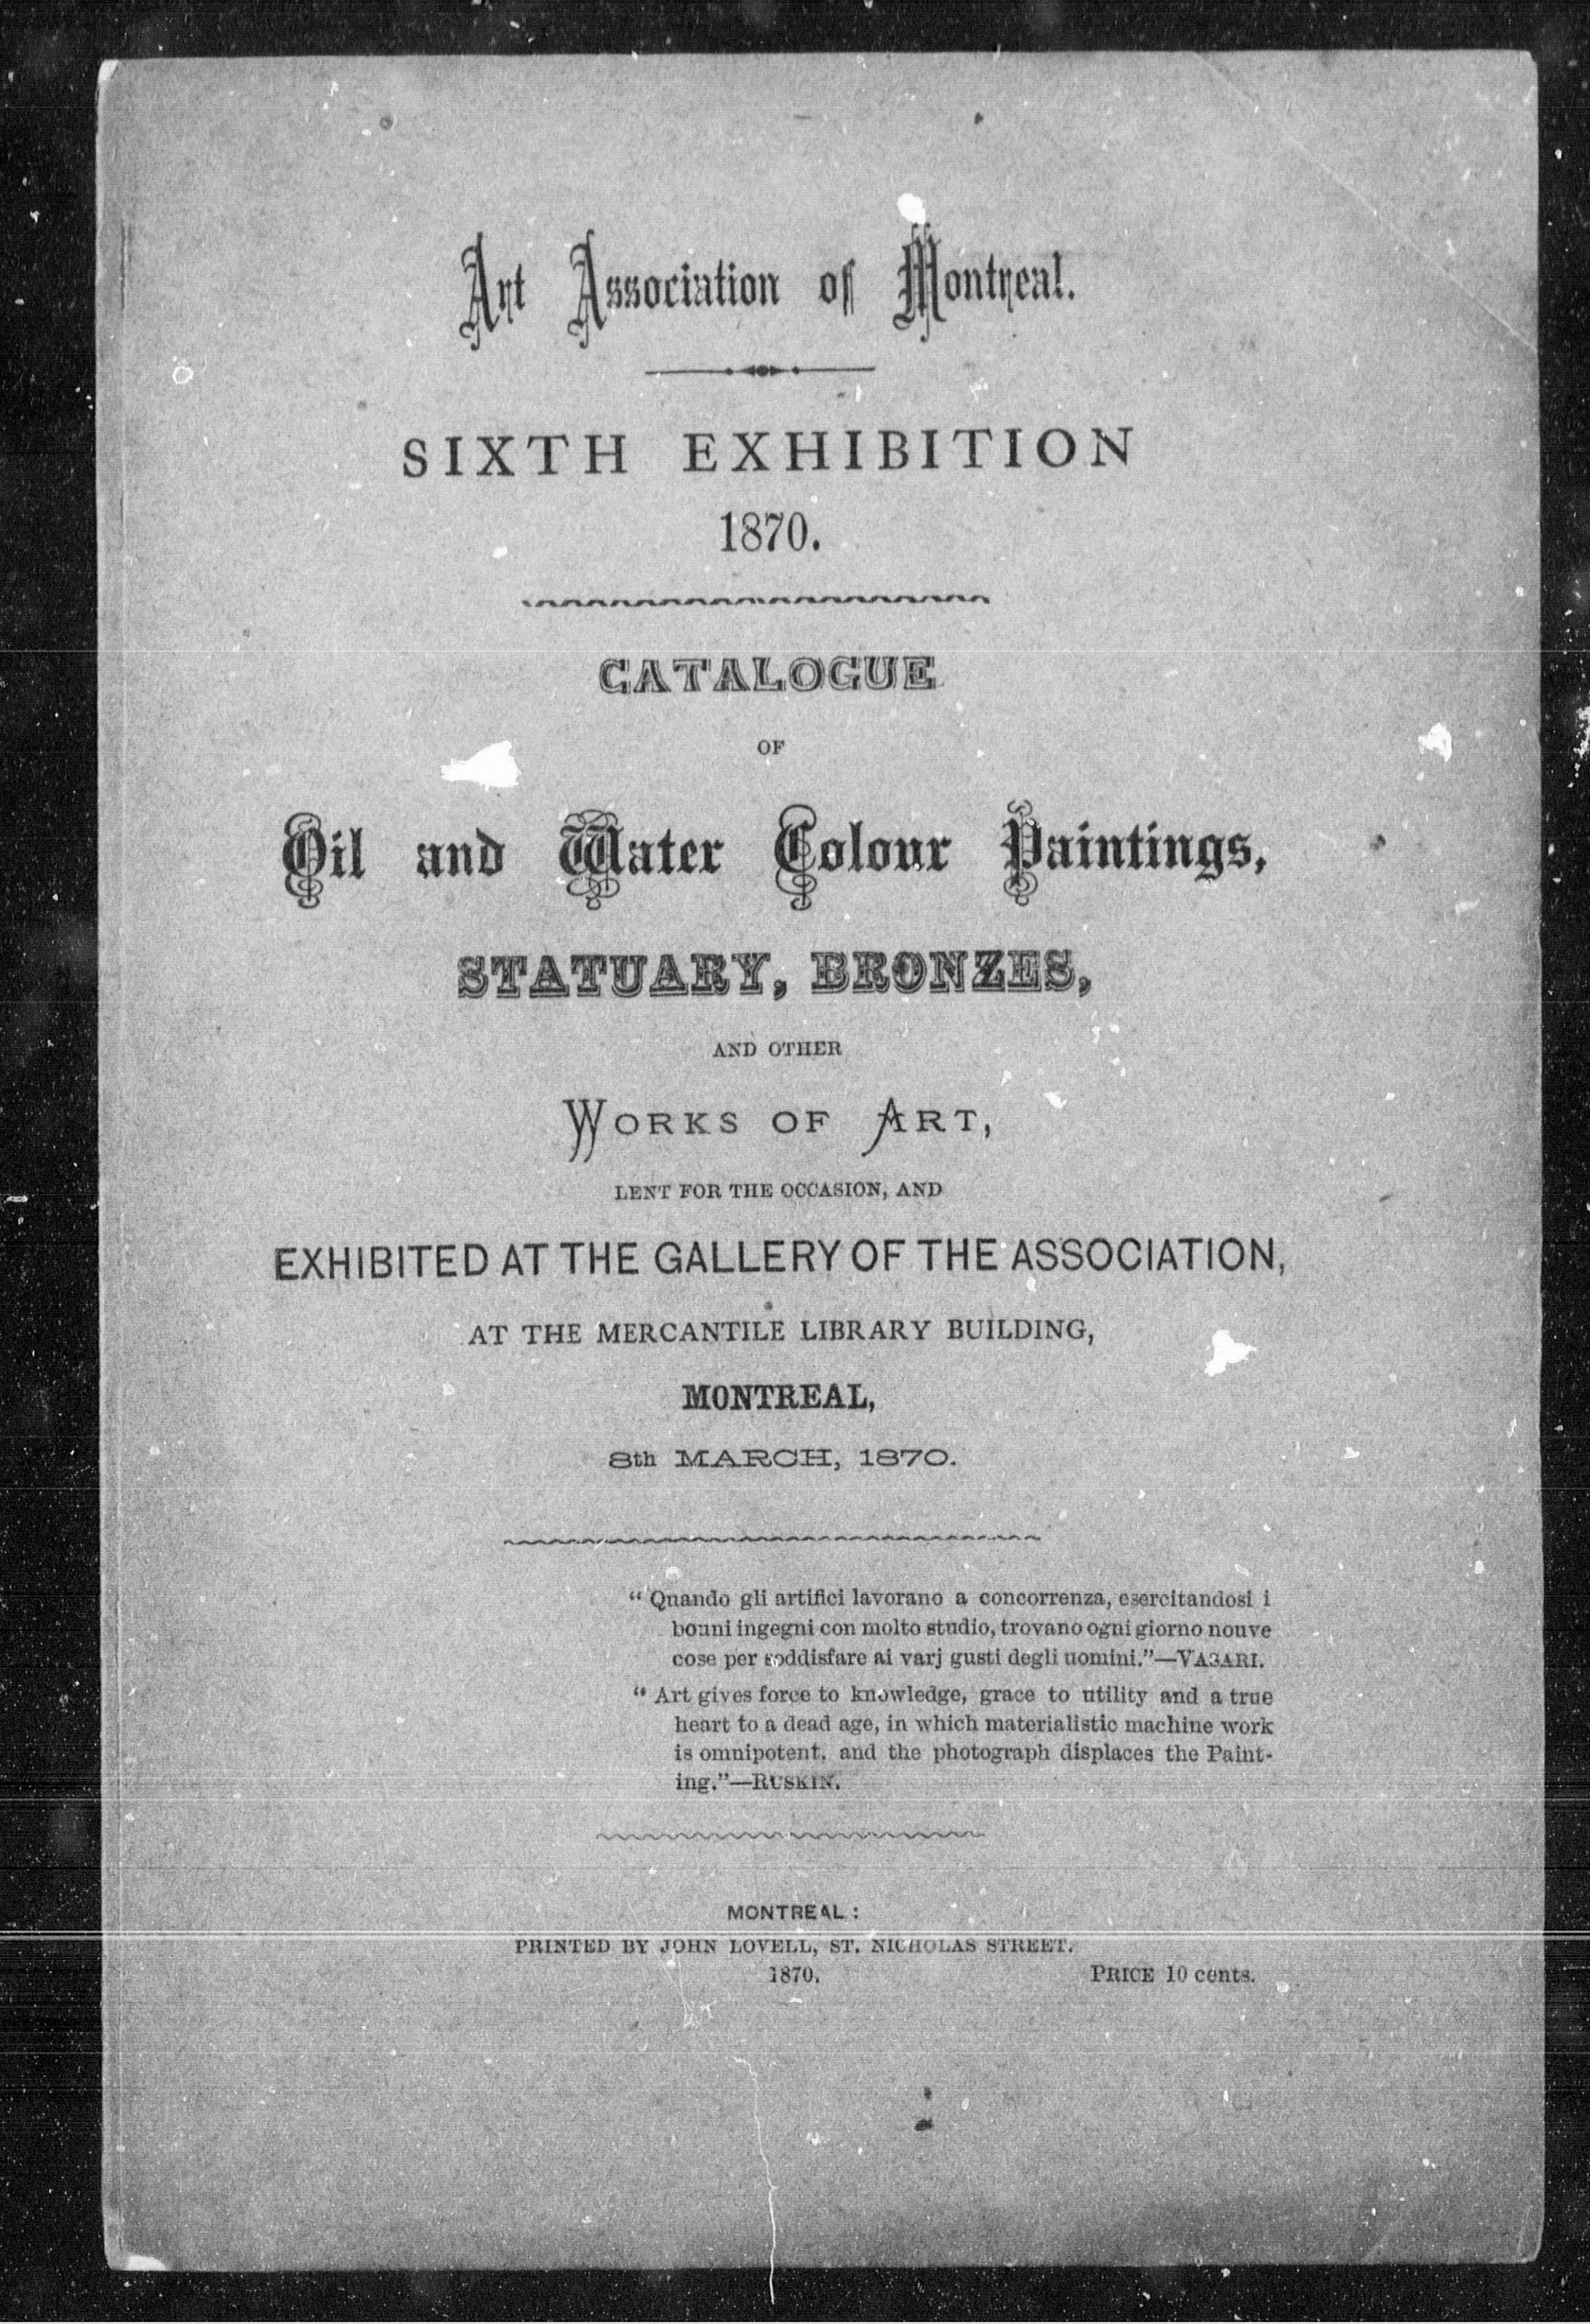 Art Association of Montreal.
SIXTH EXHIBITION
1870.
CATALOGUE
OF
Oil and Water Colour Paintings,
STATUARY, BRONZES,
AND OTHER
WORKS OF ART,
LENT FOR THE OCCASION, AND
EXHIBITED AT THE GALLERY OF THE ASSOCIATION,
AT THE MERCANTILE LIBRARY BUILDING,
MONTREAL,
8th MARCH, 1870.
“ Quando gli artifici lavorano a concorrenza, esercitandosi i
bouni ingegni con molto studio, trovano ogni giorno nouve
cose per soddisfare ai varj gusti degli uomini.”—VASARI.
“ Art gives force to knowledge, grace to utility and a true
heart to a dead age, in which materialistic machine work
is omnipotent, and the photograph displaces the Paint-
ing.”—RUSKIN.
MONTREAL :
PRINTED BY JOHN LOVELL, ST. NICHOLAS STREET.
1870. PRICE 10 cents.